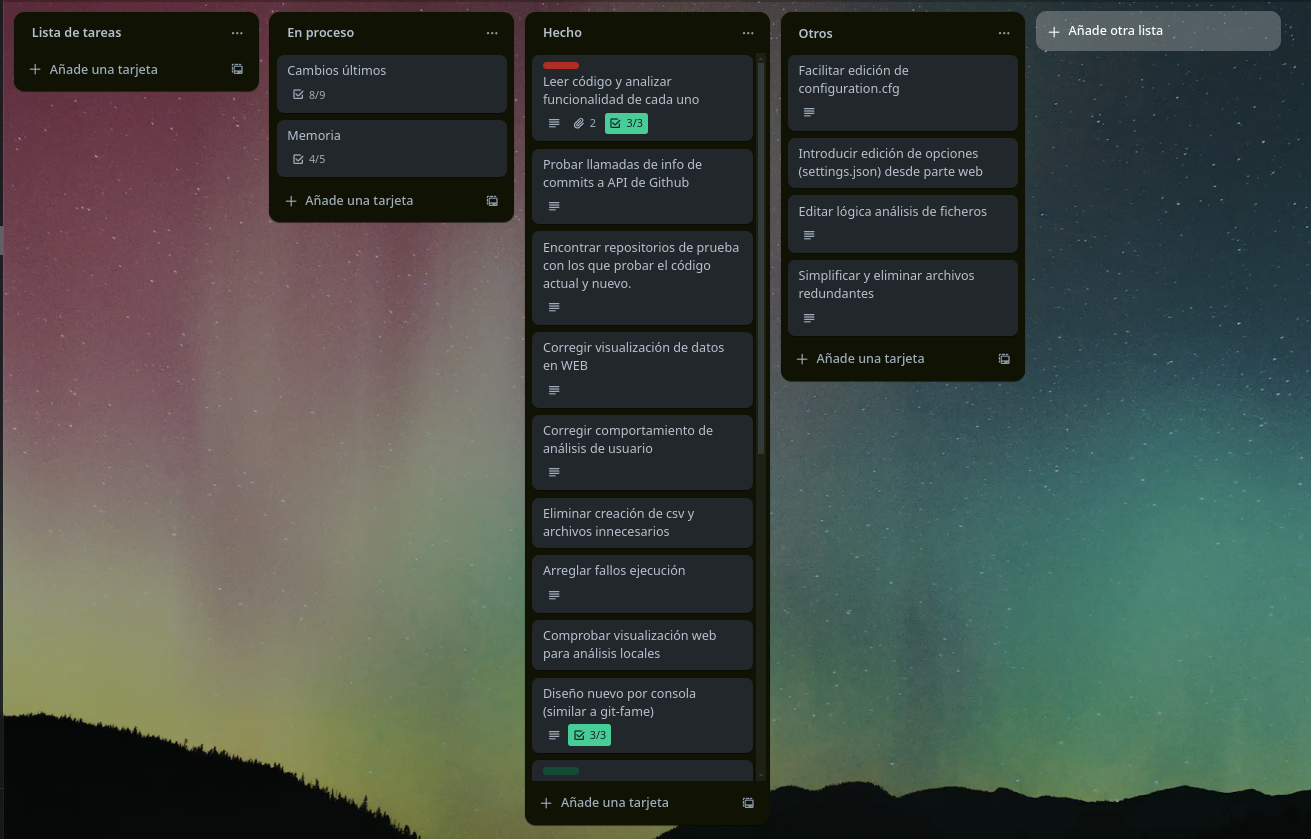 Lista de tareas
Añade una tarjeta
En proceso
Cambios últimos
8/9
Memoria
4/5
Añade una tarjeta
Hecho
Leer código y analizar
funcionalidad de cada uno
2 3/3
Probar llamadas de info de
commits a API de Github
Encontrar repositorios de prueba
con los que probar el código
actual y nuevo.
Corregir visualización de datos
en WEB
Corregir comportamiento de
análisis de usuario
Eliminar creación de csv y
archivos innecesarios
Arreglar fallos ejecución
Comprobar visualización web
para análisis locales
Diseño nuevo por consola
(similar a git-fame)
3/3
Añade una tarjeta
Otros
Facilitar edición de
configuration.cfg
Introducir edición de opciones
(settings.json) desde parte web
Editar lógica análisis de ficheros
Simplificar y eliminar archivos
redundantes
Añade una tarjeta
Añade otra lista